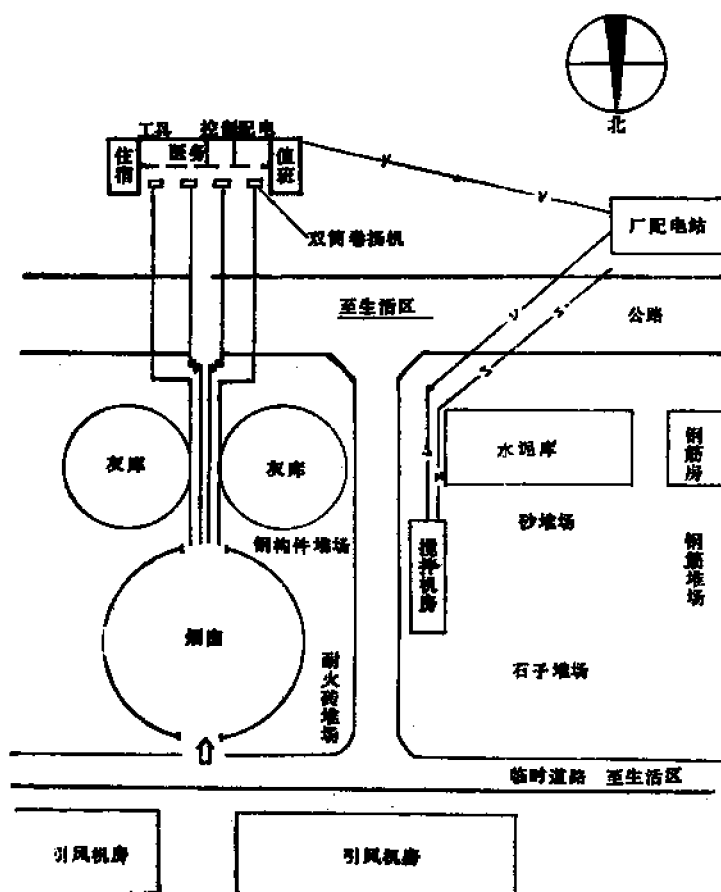 北
工具 控制配电
住宿
医务
值班
厂配电站
双筒卷扬机
至生活区
公路
灰库
灰库
水泥库
钢筋房
钢构件堆场
砂堆场
搅拌机房
钢筋堆场
烟囱
耐火砖堆场
石子堆场
临时道路 至生活区
引风机房
引风机房